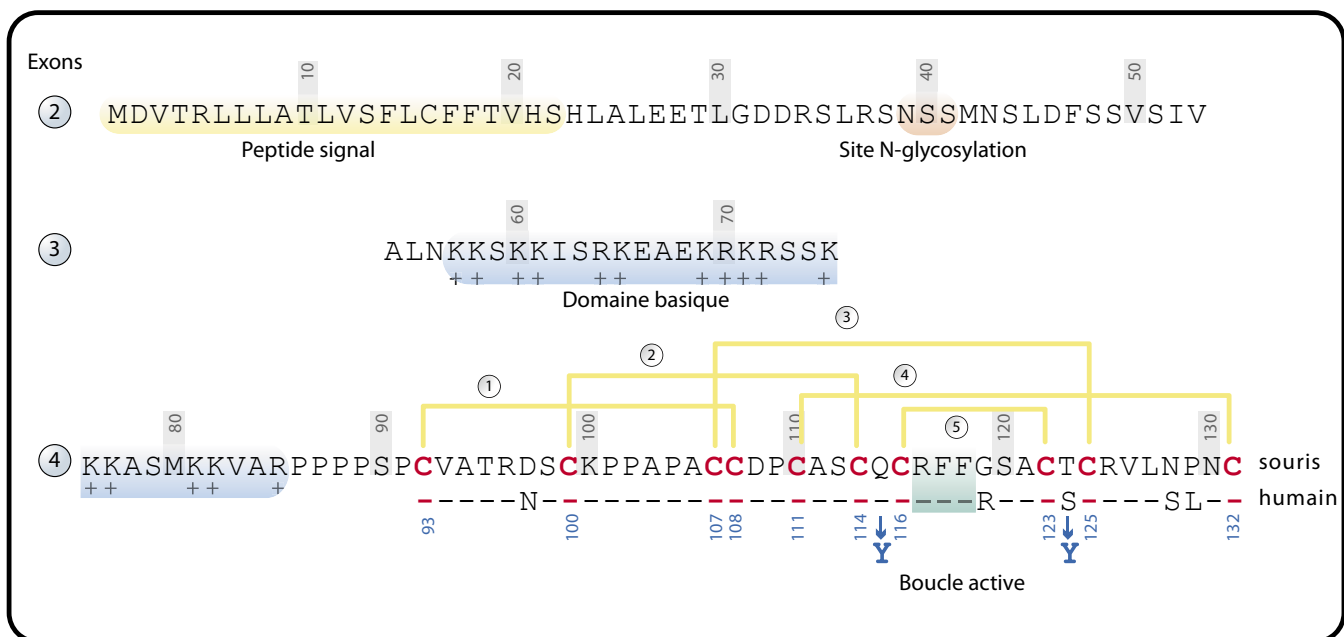 Exons
10 20 30 40 50
2 MDVTRLLLATLVSFLCFFTVHSHLALEETLGDDRSLRSNSSMNSLDFSSVSIV
Peptide signal Site N-glycosylation
60 70
3 ALNKKSKKISRKEAEKRKRSSK
+ + + + + + + + + + +
Domaine basique
3
2
4
1
80 90 100 110 5 120 130
4 KKASMKKVARPPPPSPCVATRDSCKPPAPACCDPCASCQCRFFGSACTCRVLNPNC souris
+ + + + +
------N---------------------R---S----SL-- humain
93 100 107 108 111 114 116 123 125 132
Y Y
Boucle active